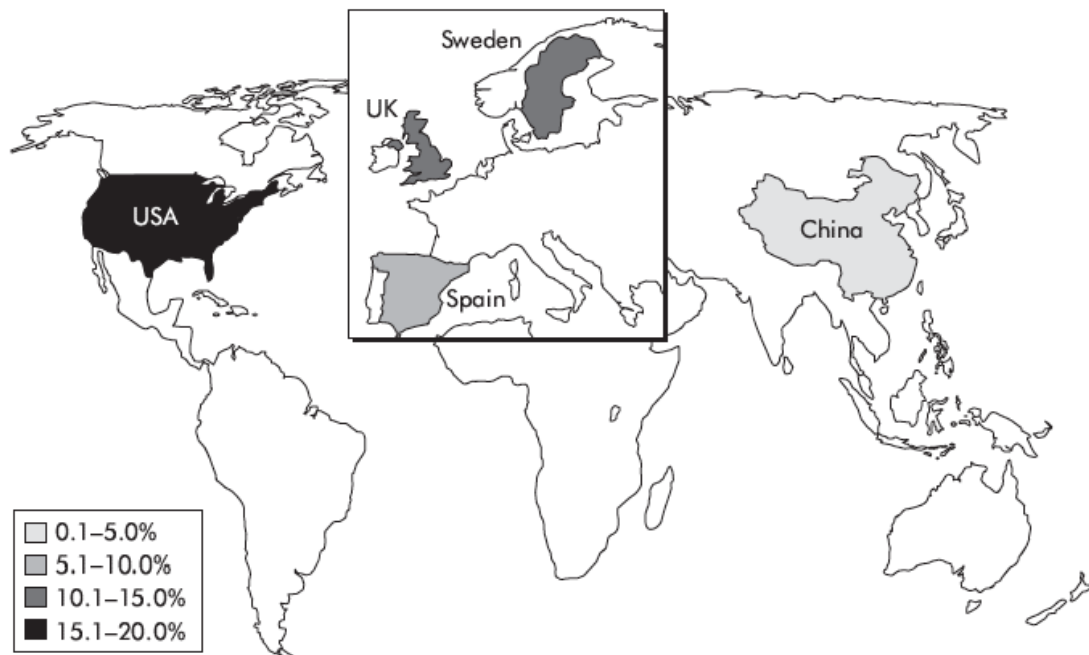 Sweden
UK
USA
China
Spain
0.1–5.0%
5.1–10.0%
10.1–15.0%
15.1–20.0%